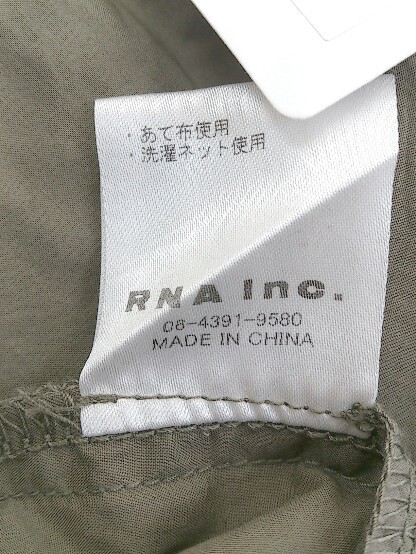 ・あて布使用
・洗濯ネット使用
RNA Inc.
06-4391-9580
MADE IN CHINA